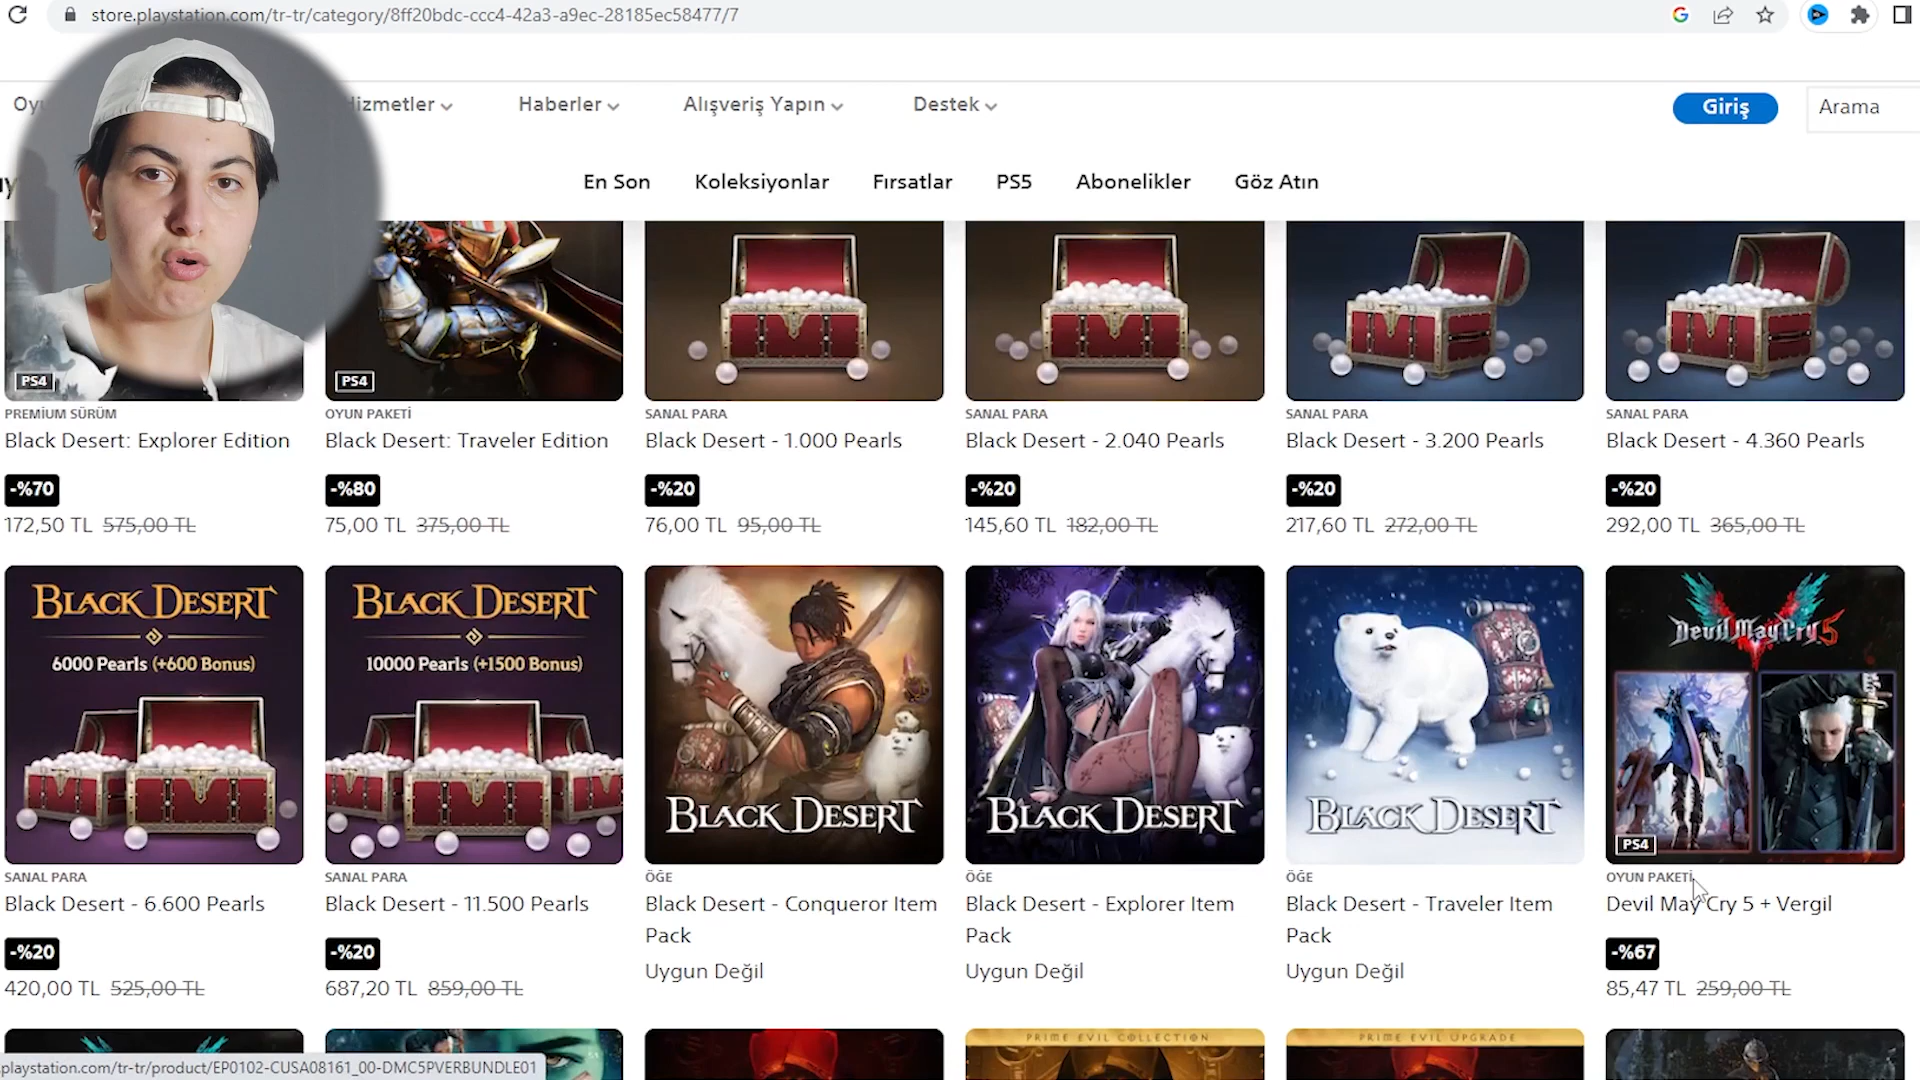 store.playstation.com/tr-tr/category/8ff20bdc-ccc4-42a3-a9ec-28185ec58477/7
Hizmetler
Haberler
Alışveriş Yapın
Destek
Giriş
Arama
En Son
Koleksiyonlar
Fırsatlar
PS5
Abonelikler
Göz Atın
PS4
PS4
PREMİUM SÜRÜM
OYUN PAKETİ
SANAL PARA
SANAL PARA
SANAL PARA
SANAL PARA
Black Desert: Explorer Edition
Black Desert: Traveler Edition
Black Desert - 1.000 Pearls
Black Desert - 2.040 Pearls
Black Desert - 3.200 Pearls
Black Desert - 4.360 Pearls
-%70
-%80
-%20
-%20
-%20
-%20
172,50 TL 575,00 TL
75,00 TL 375,00 TL
76,00 TL 95,00 TL
145,60 TL 182,00 TL
217,60 TL 272,00 TL
292,00 TL 365,00 TL
BLACK DESERT
6000 Pearls (+600 Bonus)
BLACK DESERT
10000 Pearls (+1500 Bonus)
BLACK DESERT
BLACK DESERT
BLACK DESERT
Devil May Cry 5
PS4
SANAL PARA
SANAL PARA
ÖĞE
ÖĞE
ÖĞE
OYUN PAKETİ
Black Desert - 6.600 Pearls
Black Desert - 11.500 Pearls
Black Desert - Conqueror Item
Pack
Black Desert - Explorer Item
Pack
Black Desert - Traveler Item
Pack
Devil May Cry 5 + Vergil
-%20
-%20
Uygun Değil
Uygun Değil
Uygun Değil
-%67
420,00 TL 525,00 TL
687,20 TL 859,00 TL
85,47 TL 259,00 TL
PRIME EVIL COLLECTION
PRIME EVIL UPGRADE
playstation.com/tr-tr/product/EP0102-CUSA08161_00-DMC5PVERBUNDLE01